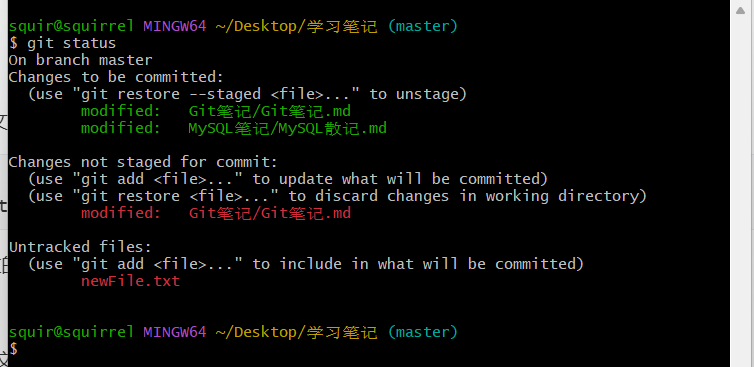 squir@squirrel MINGW64 ~/Desktop/学习笔记 (master)
$ git status
On branch master
Changes to be committed:
  (use "git restore --staged <file>..." to unstage)
        modified:   Git笔记/Git笔记.md
        modified:   MySQL笔记/MySQL散记.md

Changes not staged for commit:
  (use "git add <file>..." to update what will be committed)
  (use "git restore <file>..." to discard changes in working directory)
        modified:   Git笔记/Git笔记.md

Untracked files:
  (use "git add <file>..." to include in what will be committed)
        newFile.txt

squir@squirrel MINGW64 ~/Desktop/学习笔记 (master)
$